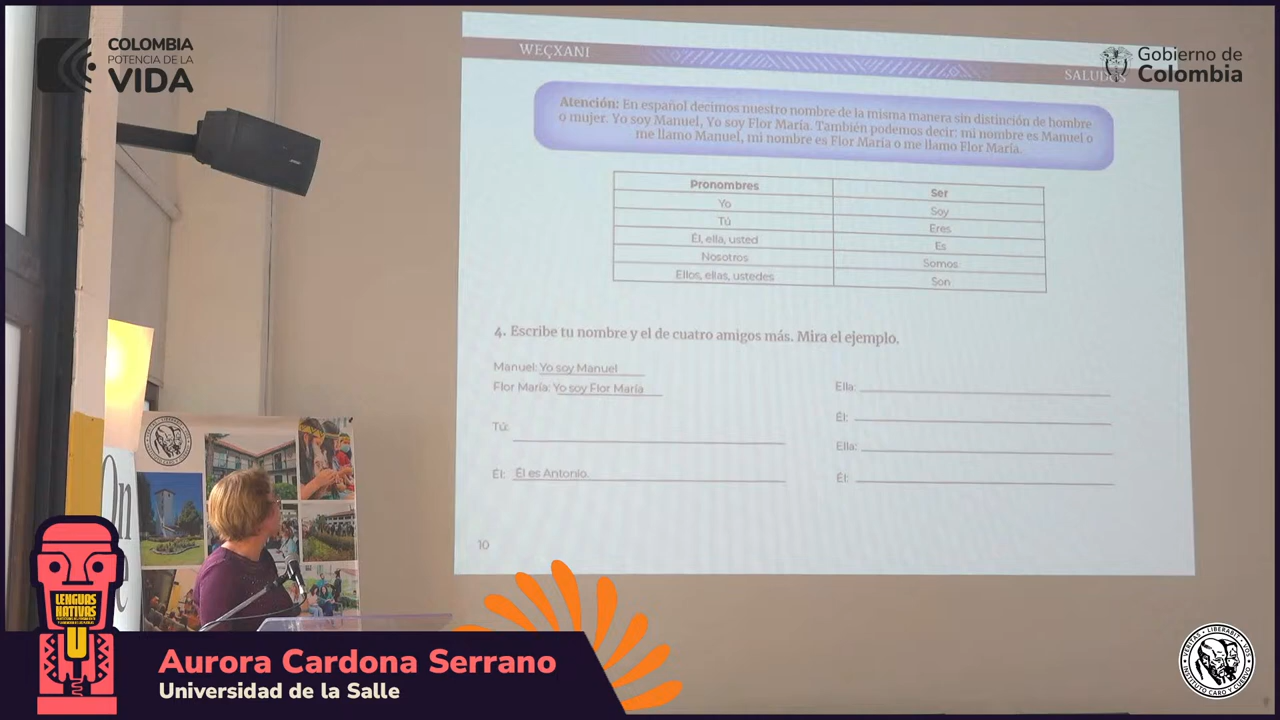 COLOMBIA
POTENCIA DE LA
VIDA
Gobierno de
Colombia
WEÇXANI
SALUDOS
Atención: En español decimos nuestro nombre de la misma manera sin distinción de hombre
o mujer. Yo soy Manuel, Yo soy Flor María. También podemos decir: mi nombre es Manuel o
me llamo Manuel, mi nombre es Flor María o me llamo Flor María.
Pronombres Ser
Yo Soy
Tú Eres
Él, ella, usted Es
Nosotros Somos
Ellos, ellas, ustedes Son
4. Escribe tu nombre y el de cuatro amigos más. Mira el ejemplo.
Manuel: Yo soy Manuel
Flor María: Yo soy Flor María
Tú:
Él: Él es Antonio.
Ella:
Él:
Ella:
Él:
10
LENGUAS
NATIVAS
Aurora Cardona Serrano
Universidad de la Salle